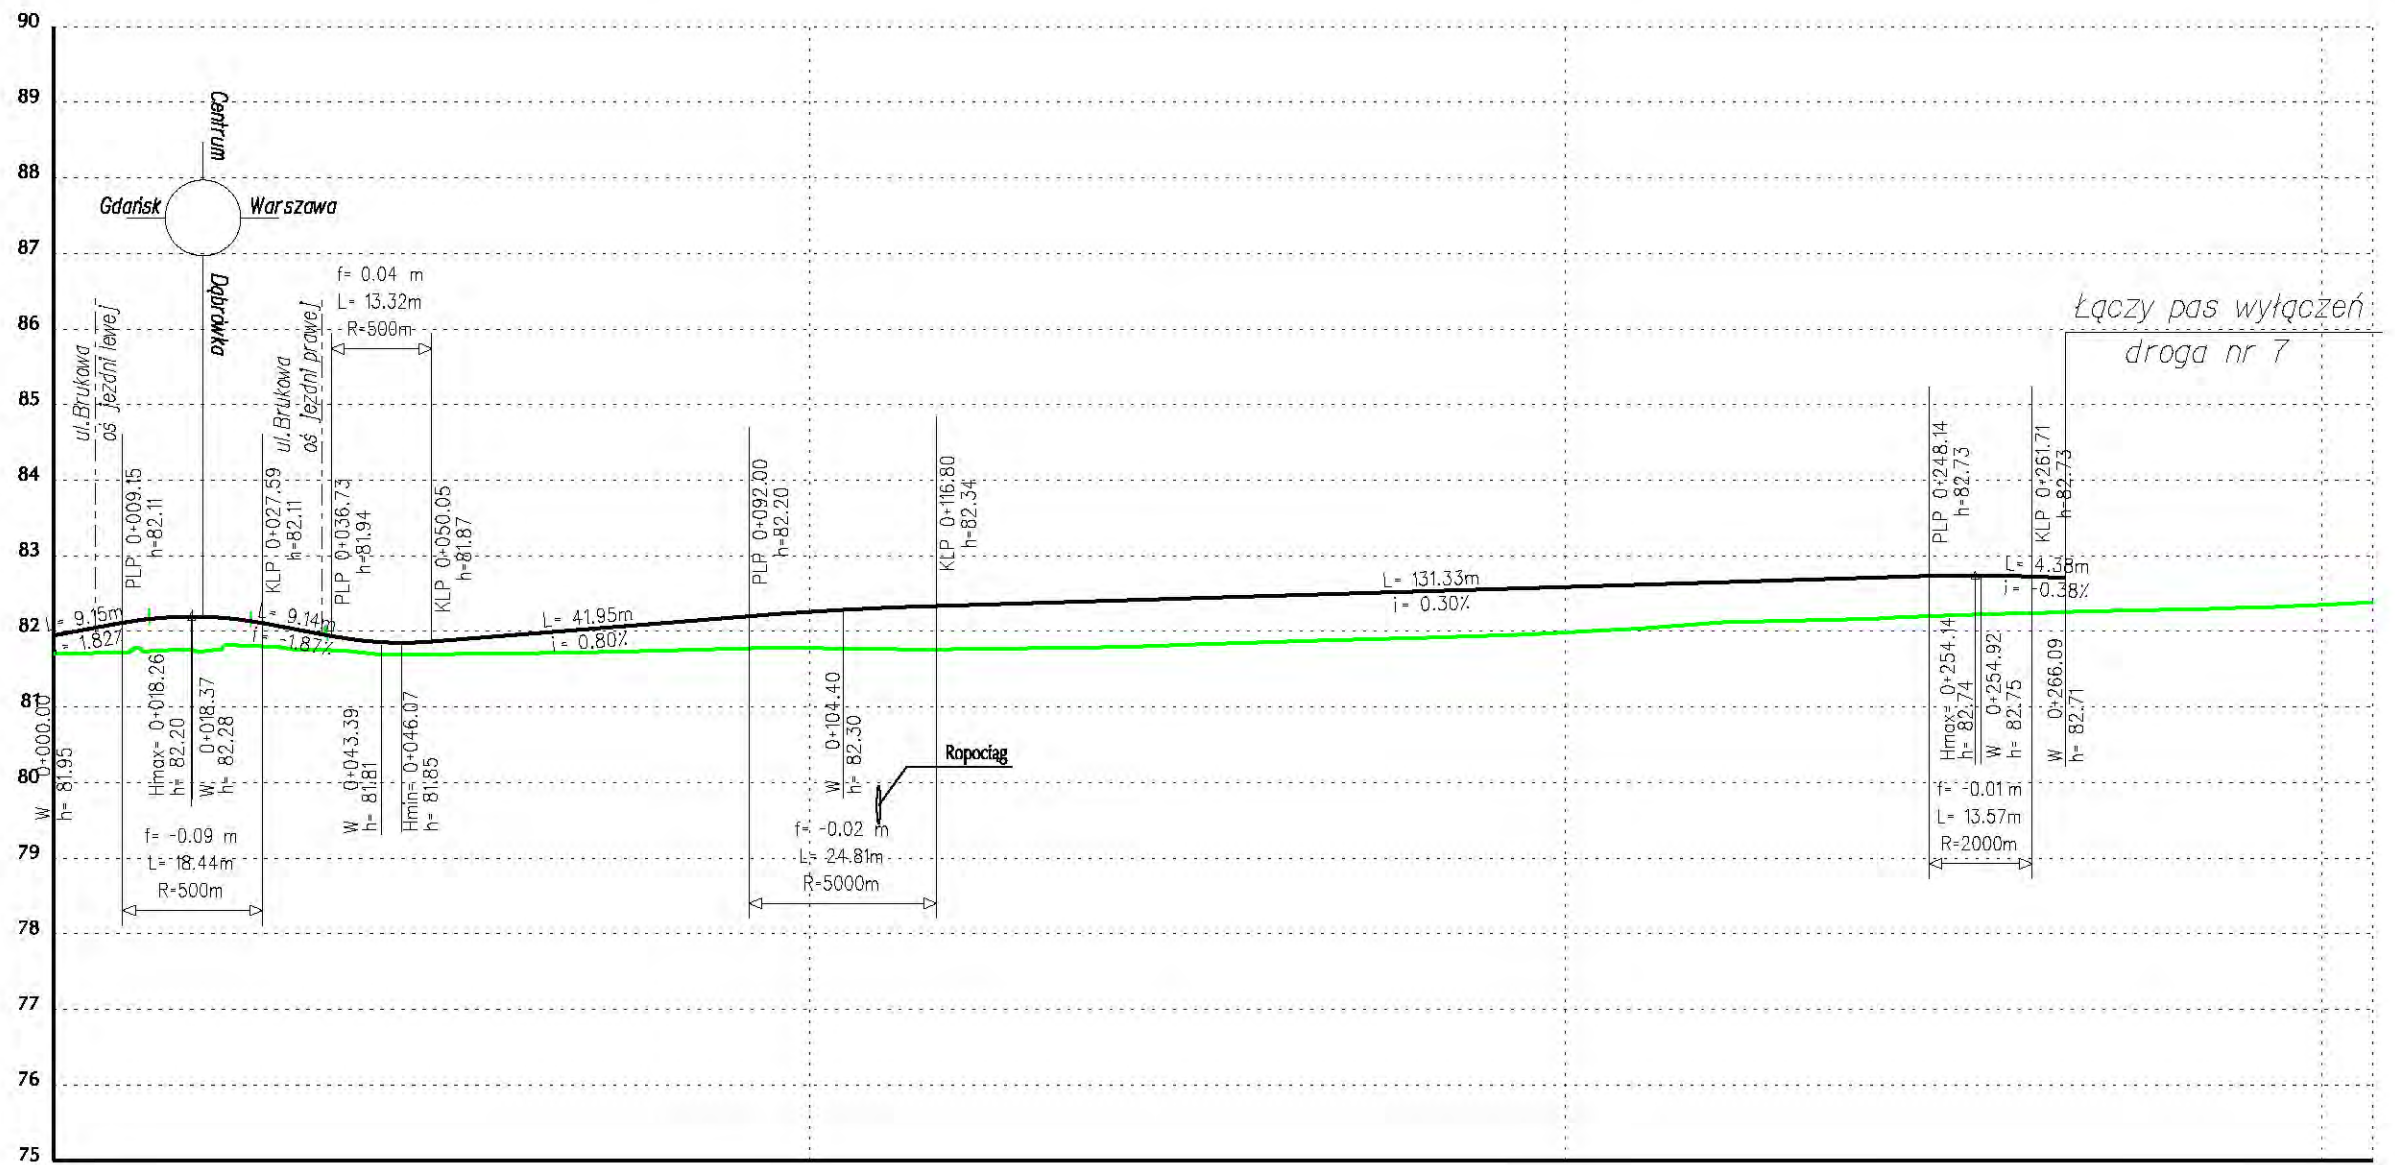 90
89
88
87
86
85
84
83
82
81
80
79
78
77
76
75
Centrum
Gdańsk
Warszawa
Dąbrówka
ul.Brukowa
oś jezdni lewej
PLP 0+009.15
h=82.11
KLP 0+027.59
h=82.11
ul.Brukowa
oś jezdni prawej
f= 0.04 m
L= 13.32m
R=500m
PLP 0+036.73
h=81.94
KLP 0+050.05
h=81.87
PLP 0+092.00
h=82.20
KLP 0+116.80
h=82.34
PLP 0+248.14
h=82.73
KLP 0+261.71
h=82.73
Łączy pas wyłączeń
droga nr 7
L= 9.15m
= 1.827
L= 9.14m
i= -1.87%
L= 41.95m
i= 0.80%
L= 131.33m
i= 0.30%
L= 4.38m
i= -0.38%
W 0+000.00
h= 81.95
Hmax= 0+018.26
h= 82.20
W 0+018.37
h= 82.28
f= -0.09 m
L= 18.44m
R=500m
W 0+043.39
h= 81.81
Hmin= 0+046.07
h= 81.85
W 0+104.40
h= 82.30
Ropociąg
f= -0.02 m
L= 24.81m
R=5000m
Hmax= 0+254.14
h= 82.74
W 0+254.92
h= 82.75
W 0+266.09
h= 82.71
f= -0.01 m
L= 13.57m
R=2000m